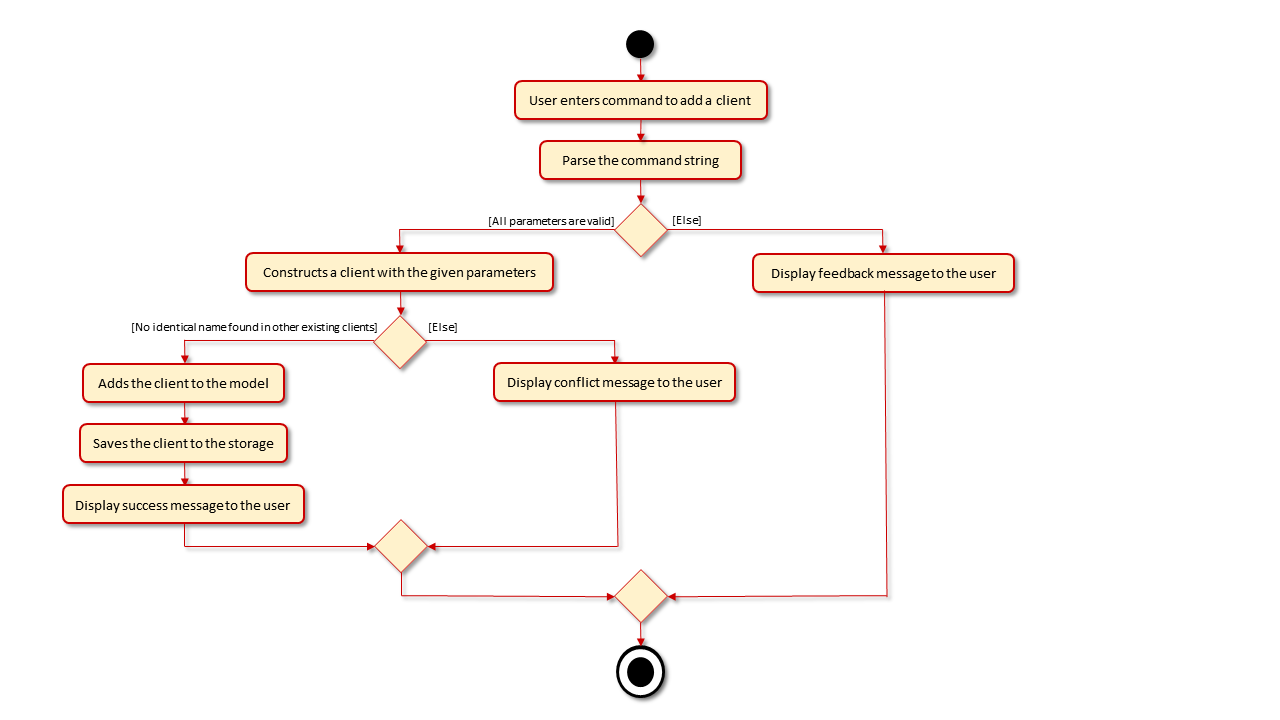 User enters command to add a client
Parse the command string
[All parameters are valid]
[Else]
Constructs a client with the given parameters
Display feedback message to the user
[No identical name found in other existing clients]
[Else]
Adds the client to the model
Display conflict message to the user
Saves the client to the storage
Display success message to the user